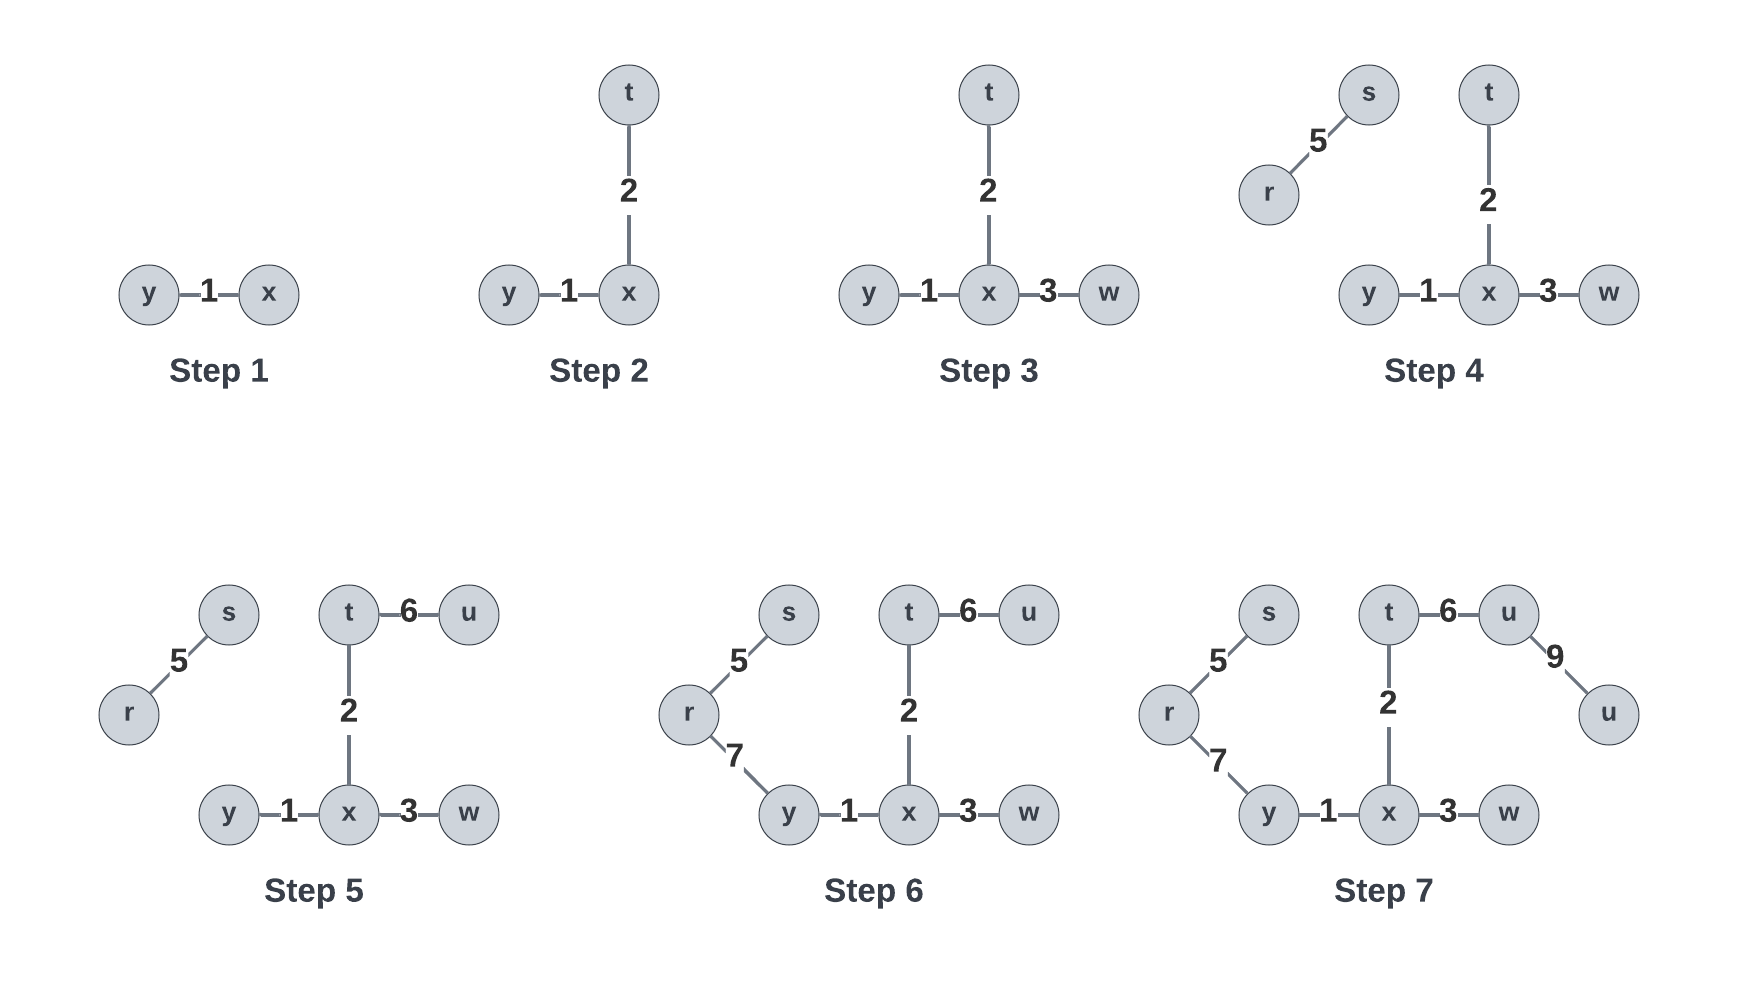 t
2
y 1 x
Step 1
t
2
y 1 x
Step 2
t
2
y 1 x 3 w
Step 3
s t
5
r
2
y 1 x 3 w
Step 4
s t 6 u
5
r
2
y 1 x 3 w
Step 5
s t 6 u
5
r
2
7
y 1 x 3 w
Step 6
s t 6 u
5 9
r u
2
7
y 1 x 3 w
Step 7